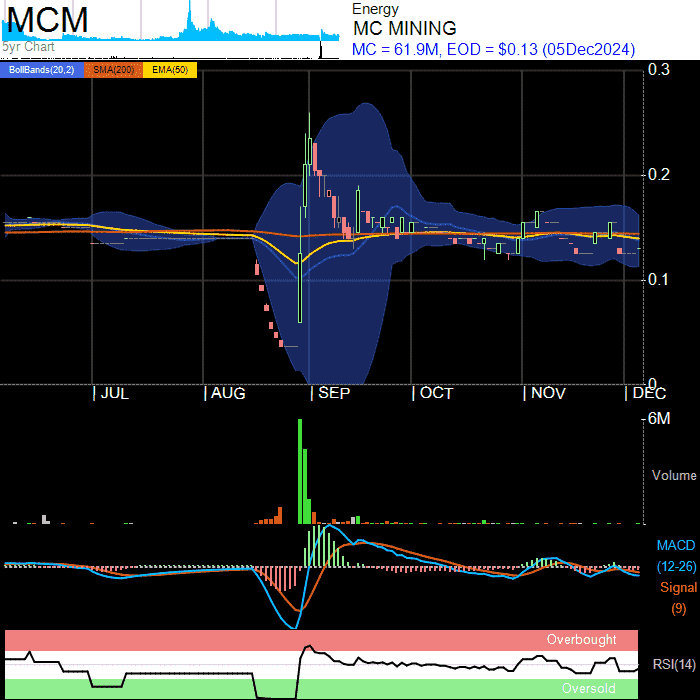 MCM
5yr Chart
Energy
MC MINING
MC = 61.9M, EOD = $0.13 (05Dec2024)
BollBands(20,2) SMA(200) EMA(50)
0.3
0.2
0.1
0
JUL AUG SEP OCT NOV DEC
6M
Volume
MACD
(12-26)
Signal
(9)
Overbought
RSI(14)
Oversold